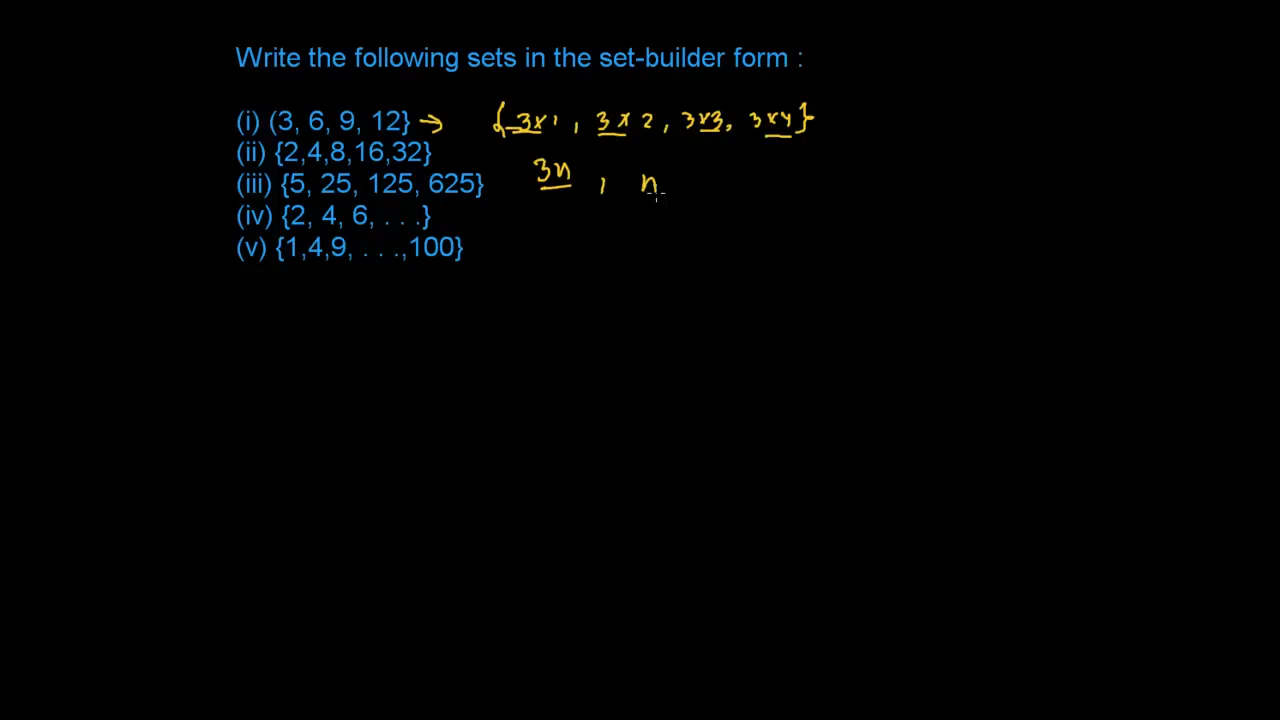 Write the following sets in the set-builder form :
(i) (3, 6, 9, 12} → {3×1, 3×2, 3×3, 3×4}
(ii) {2,4,8,16,32}
3n , n
(iii) {5, 25, 125, 625}
(iv) {2, 4, 6, . . .}
(v) {1,4,9, . . .,100}